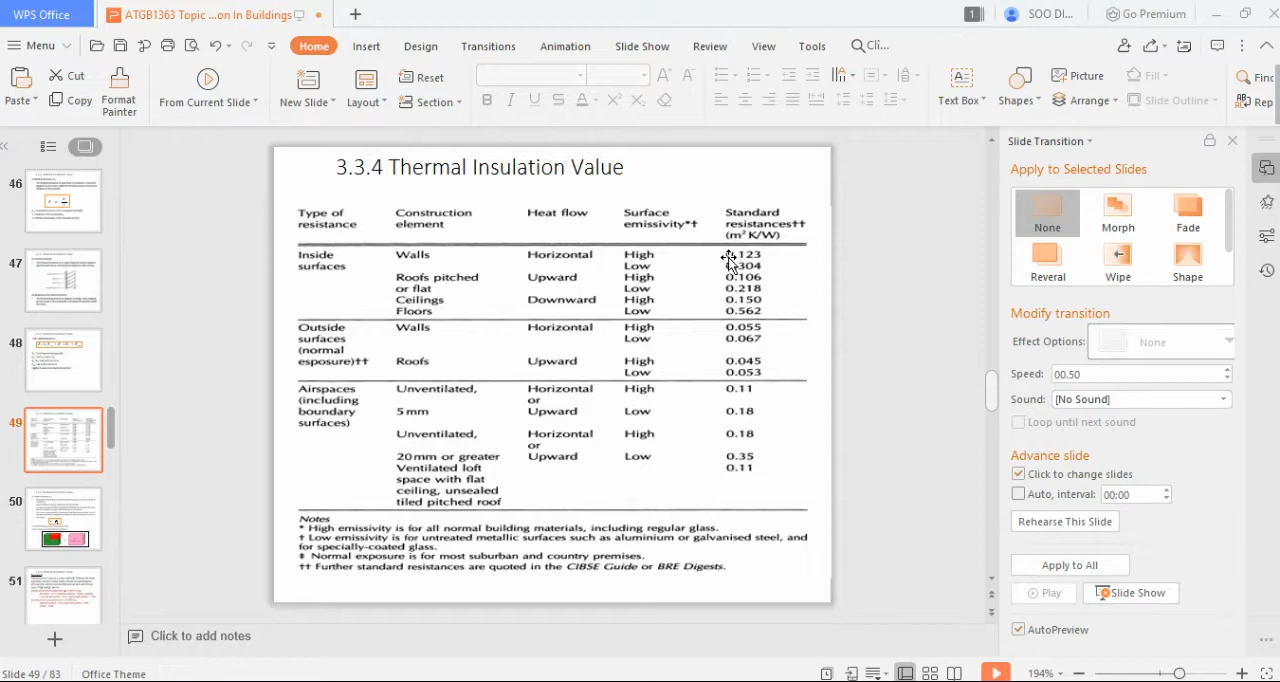 WPS Office ATGB1363 Topic ...on In Buildings 1 SOO DI... Go Premium
Menu Home Insert Design Transitions Animation Slide Show Review View Tools Cli...
Cut Reset Picture Fill Find
Paste Copy Format Painter From Current Slide New Slide Layout Section B I U S A X² X₂ Text Box Shapes Arrange Slide Outline Rep
46
47
48
49
50
51
3.3.4 Thermal Insulation Value
Type of Construction Heat flow Surface Standard
resistance element emissivity*† resistances††
(m² K/W)
Inside Walls Horizontal High 0.123
surfaces Low 0.304
Roofs pitched Upward High 0.106
or flat Low 0.218
Ceilings Downward High 0.150
Floors Low 0.562
Outside Walls Horizontal High 0.055
surfaces Low 0.067
(normal
exposure)†† Roofs Upward High 0.045
Low 0.053
Airspaces Unventilated, Horizontal High 0.11
(including or
boundary 5 mm Upward Low 0.18
surfaces)
Unventilated, Horizontal High 0.18
or
20 mm or greater Upward Low 0.35
Ventilated loft 0.11
space with flat
ceiling, unsealed
tiled pitched roof
Notes
* High emissivity is for all normal building materials, including regular glass.
† Low emissivity is for untreated metallic surfaces such as aluminium or galvanised steel, and
for specially-coated glass.
‡ Normal exposure is for most suburban and country premises.
†† Further standard resistances are quoted in the CIBSE Guide or BRE Digests.
Click to add notes
Slide Transition
Apply to Selected Slides
None Morph Fade
Reveral Wipe Shape
Modify transition
Effect Options: None
Speed: 00.50
Sound: [No Sound]
Loop until next sound
Advance slide
Click to change slides
Auto, interval: 00:00
Rehearse This Slide
Apply to All
Play Slide Show
AutoPreview
Slide 49 / 83 Office Theme 194%